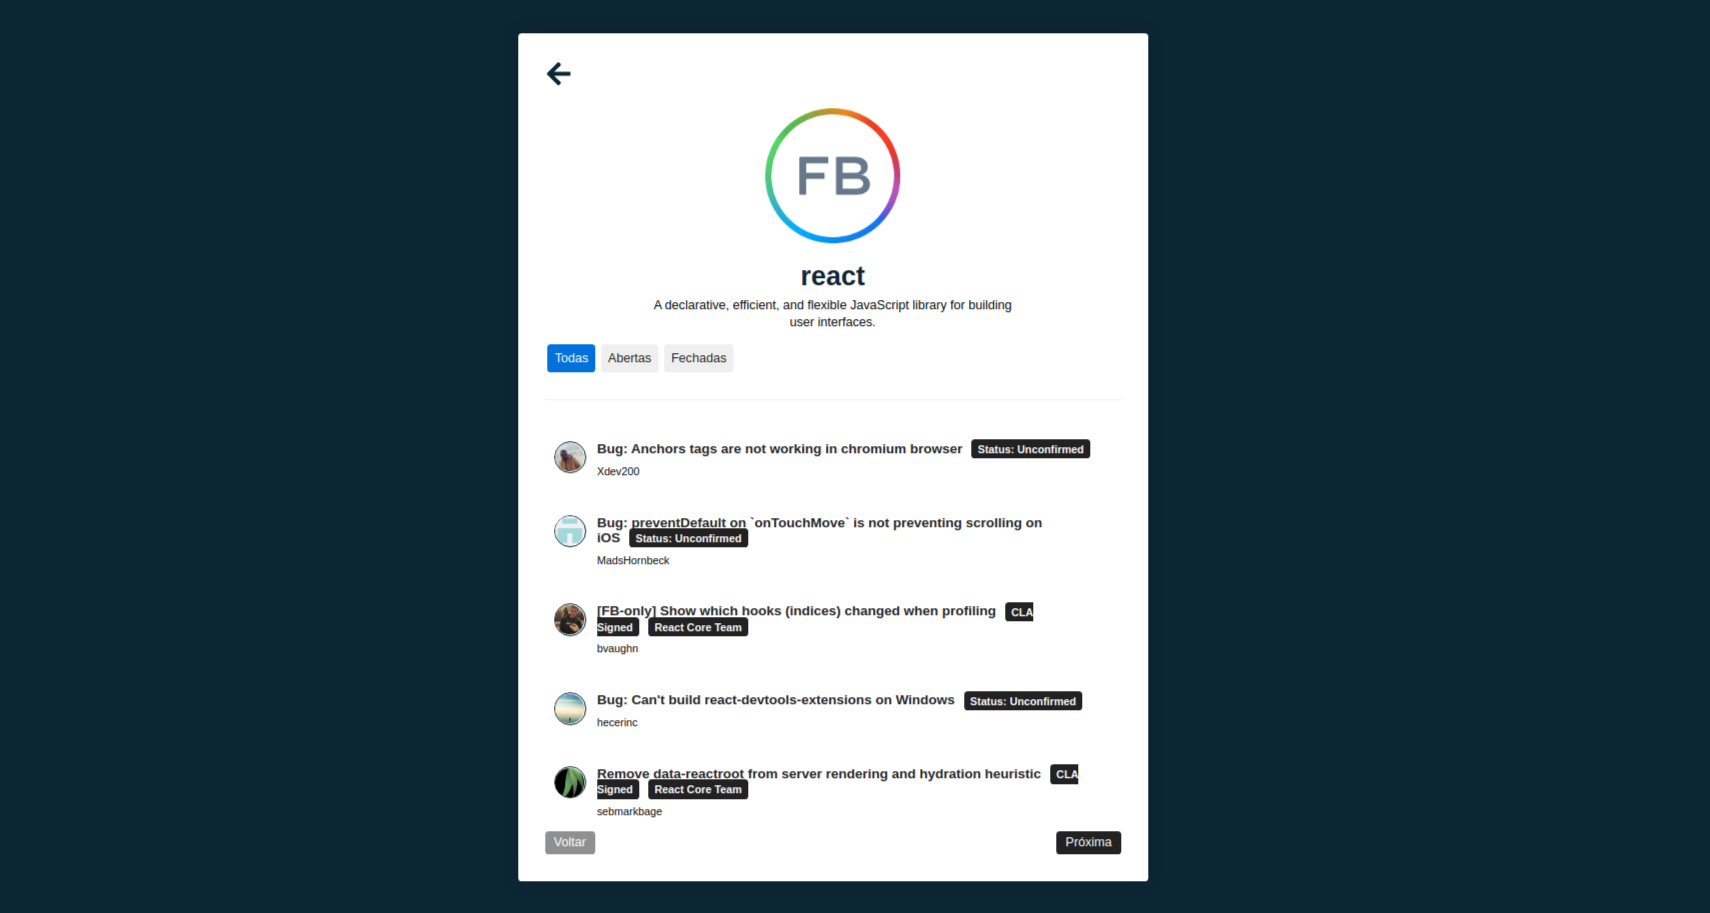 FB
react
A declarative, efficient, and flexible JavaScript library for building
user interfaces.
Todas Abertas Fechadas
Bug: Anchors tags are not working in chromium browser Status: Unconfirmed
Xdev200
Bug: preventDefault on `onTouchMove` is not preventing scrolling on
iOS Status: Unconfirmed
MadsHornbeck
[FB-only] Show which hooks (indices) changed when profiling CLA
Signed React Core Team
bvaughn
Bug: Can't build react-devtools-extensions on Windows Status: Unconfirmed
hecerinc
Remove data-reactroot from server rendering and hydration heuristic CLA
Signed React Core Team
sebmarkbage
Voltar Próxima